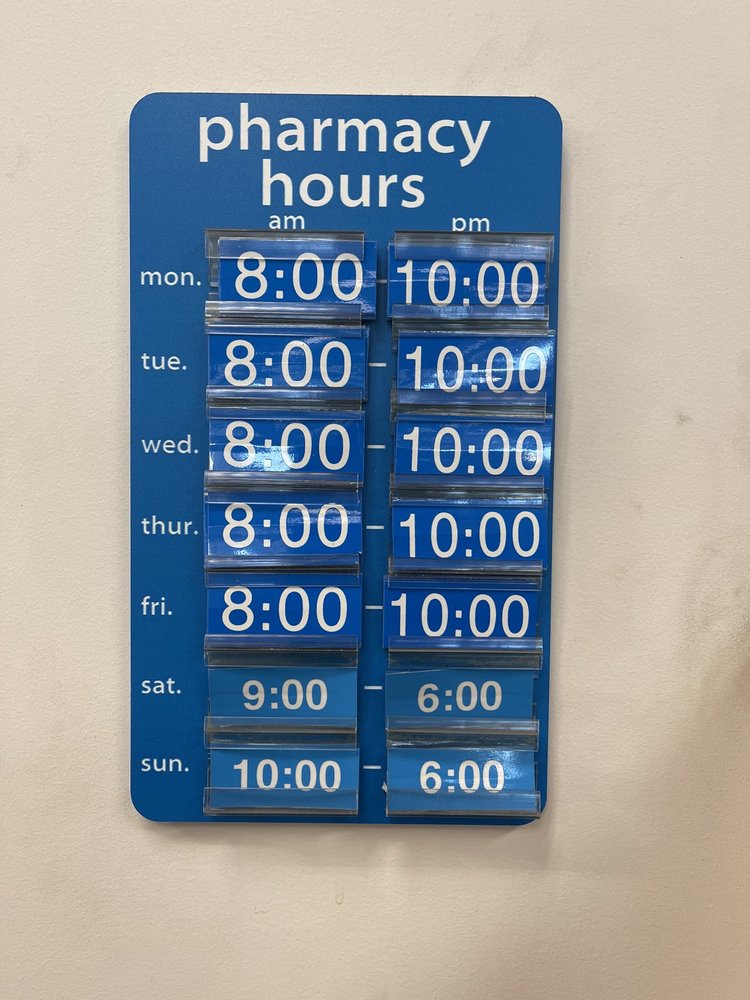 pharmacy
hours
am pm
mon. 8:00 - 10:00
tue. 8:00 - 10:00
wed. 8:00 - 10:00
thur. 8:00 - 10:00
fri. 8:00 - 10:00
sat. 9:00 - 6:00
sun. 10:00 - 6:00